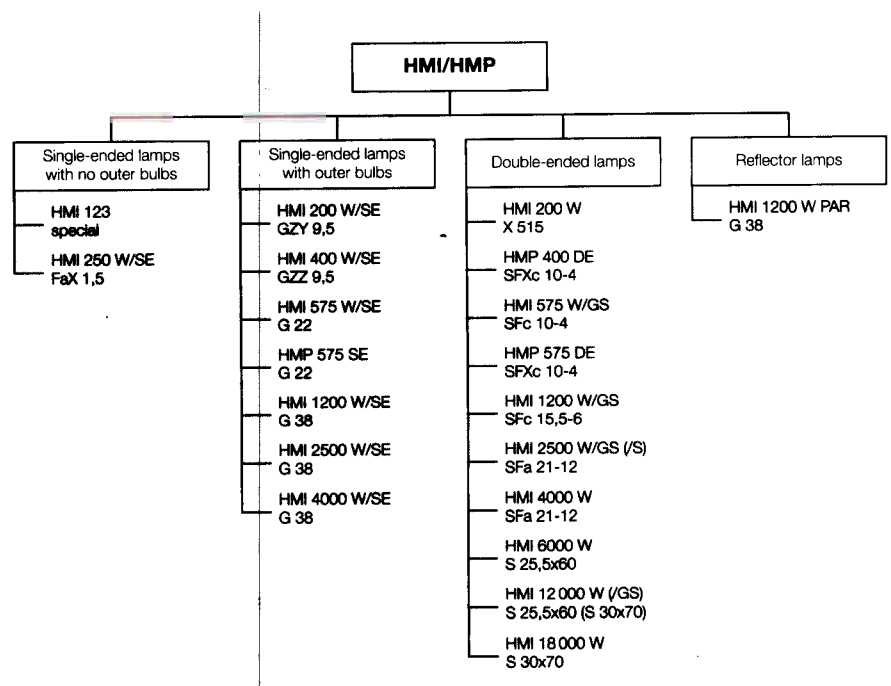 HMI/HMP
Single-ended lamps
with no outer bulbs
HMI 123
special
HMI 250 W/SE
FaX 1,5
Single-ended lamps
with outer bulbs
HMI 200 W/SE
GZY 9,5
HMI 400 W/SE
GZZ 9,5
HMI 575 W/SE
G 22
HMP 575 SE
G 22
HMI 1200 W/SE
G 38
HMI 2500 W/SE
G 38
HMI 4000 W/SE
G 38
Double-ended lamps
HMI 200 W
X 515
HMP 400 DE
SFXc 10-4
HMI 575 W/GS
SFc 10-4
HMP 575 DE
SFXc 10-4
HMI 1200 W/GS
SFc 15,5-6
HMI 2500 W/GS (/S)
SFa 21-12
HMI 4000 W
SFa 21-12
HMI 6000 W
S 25,5x60
HMI 12 000 W (/GS)
S 25,5x60 (S 30x70)
HMI 18 000 W
S 30x70
Reflector lamps
HMI 1200 W PAR
G 38